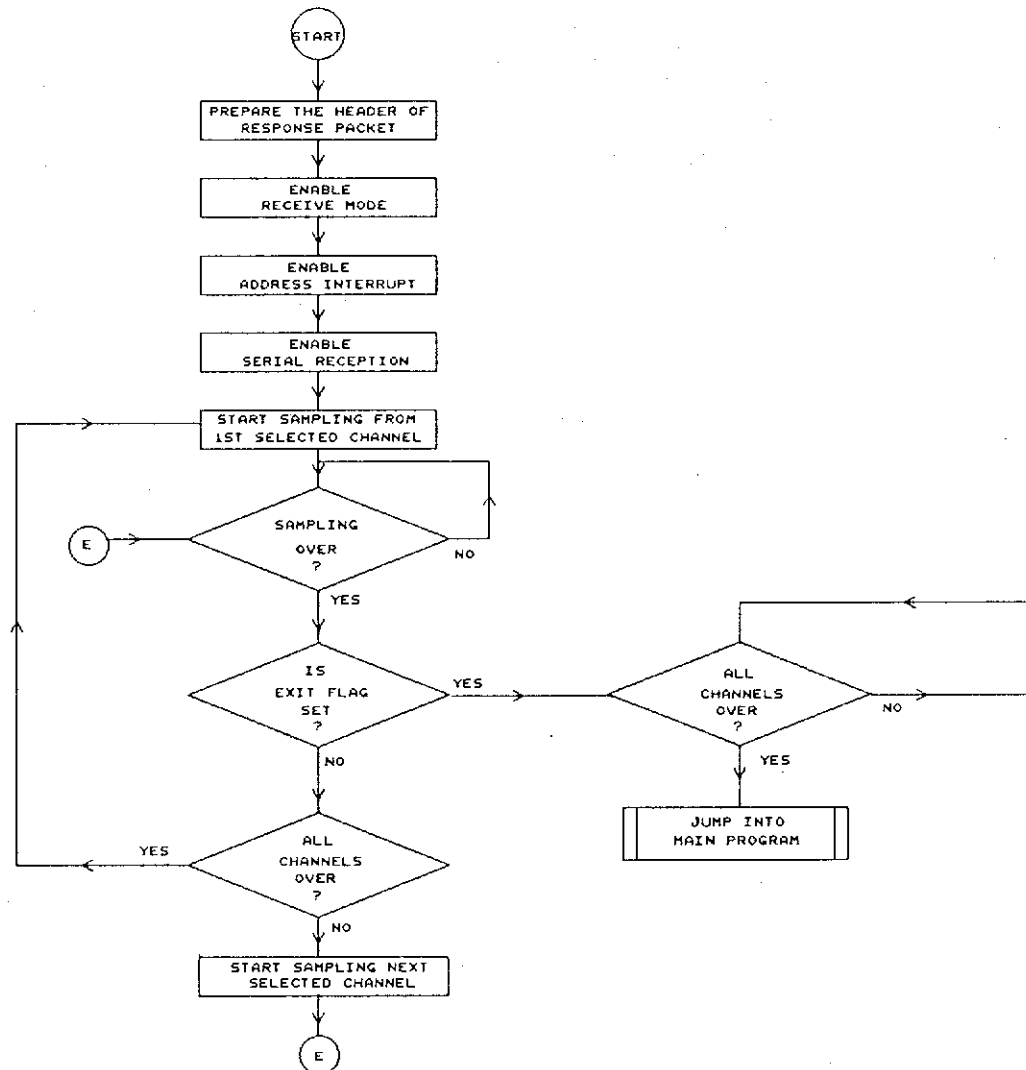 START
PREPARE THE HEADER OF
RESPONSE PACKET
ENABLE
RECEIVE MODE
ENABLE
ADDRESS INTERRUPT
ENABLE
SERIAL RECEPTION
START SAMPLING FROM
1ST SELECTED CHANNEL
SAMPLING
OVER
?
E
NO
YES
IS
EXIT FLAG
SET
?
YES
NO
ALL
CHANNELS
OVER
?
NO
YES
JUMP INTO
MAIN PROGRAM
ALL
CHANNELS
OVER
?
YES
NO
START SAMPLING NEXT
SELECTED CHANNEL
E